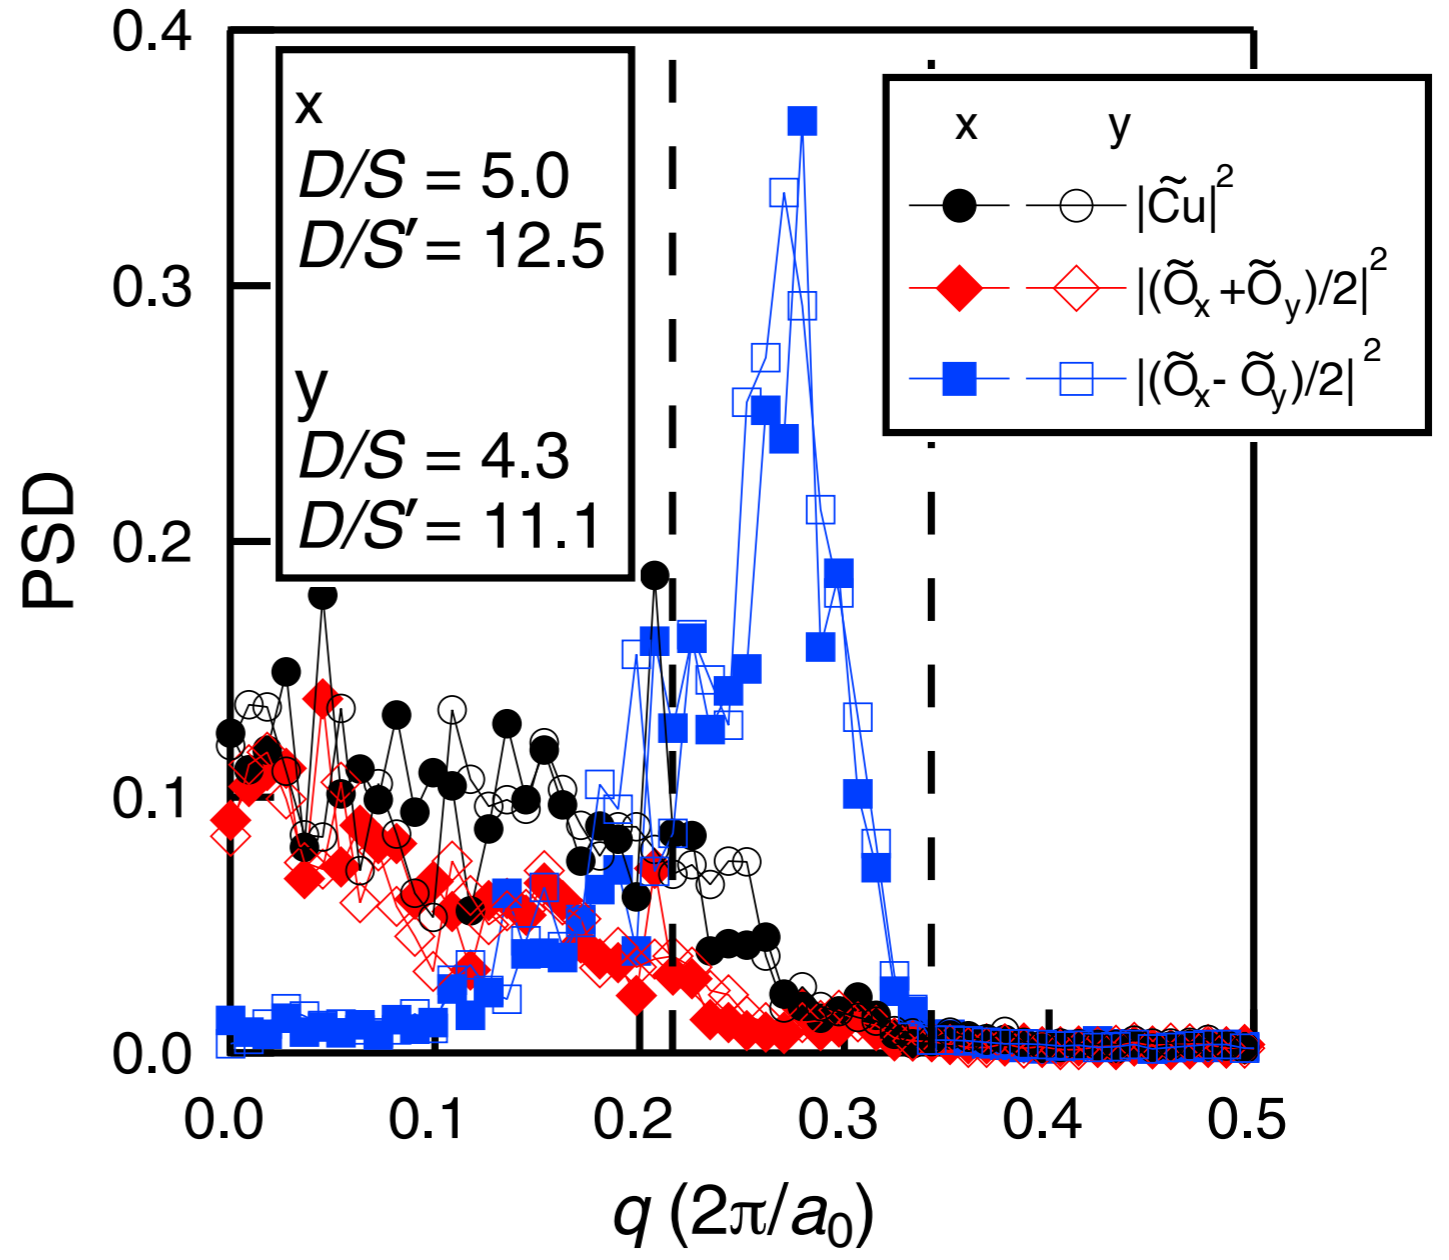 0.4
0.3
0.2
0.1
0.0
PSD
x
D/S = 5.0
D/S′ = 12.5
y
D/S = 4.3
D/S′ = 11.1
x y
|C̃u|²
|(Õₓ+Õᵧ)/2|²
|(Õₓ- Õᵧ)/2|²
0.0 0.1 0.2 0.3 0.4 0.5
q (2π/a₀)